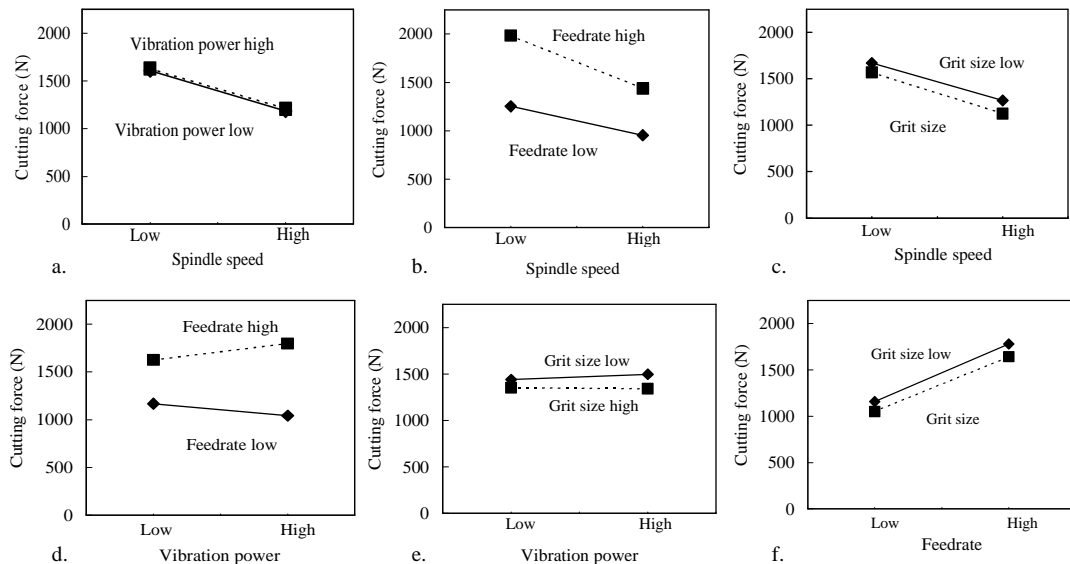 Cutting force (N)
2000
1500
1000
500
0
Vibration power high
Vibration power low
Low
High
a.
Spindle speed
Cutting force (N)
2000
1500
1000
500
0
Feedrate high
Feedrate low
Low
High
b.
Spindle speed
Cutting force (N)
2000
1500
1000
500
0
Grit size low
Grit size
Low
High
c.
Spindle speed
Cutting force (N)
2000
1500
1000
500
0
Feedrate high
Feedrate low
Low
High
d.
Vibration power
Cutting force (N)
2000
1500
1000
500
0
Grit size low
Grit size high
Low
High
e.
Vibration power
Cutting force (N)
2000
1500
1000
500
0
Grit size low
Grit size
Low
High
f.
Feedrate